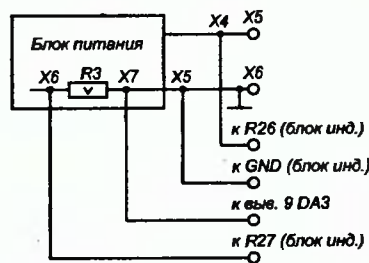 X4 X5
Блок питания
X6 R3 X7 X5 X6
V
к R26 (блок инд.)
к GND (блок инд.)
к выв. 9 DA3
к R27 (блок инд.)